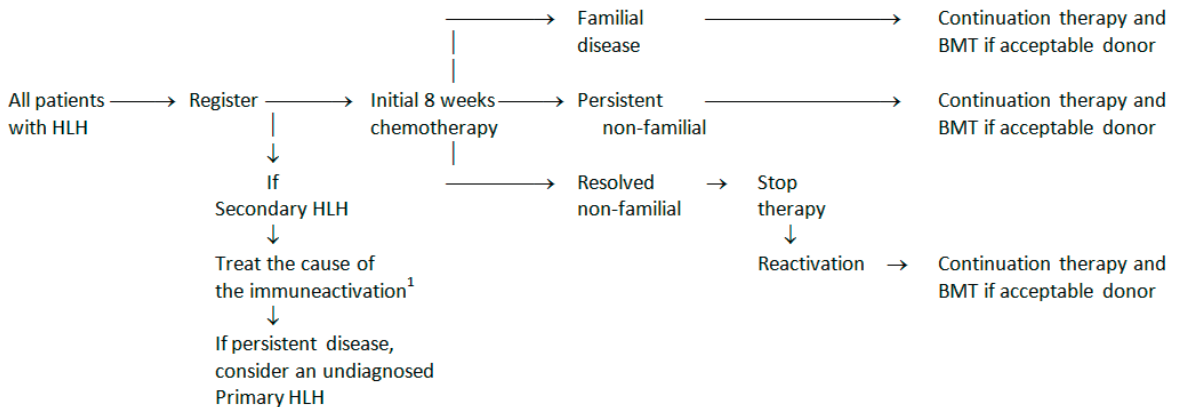 Familial
disease
Continuation therapy and
BMT if acceptable donor
All patients
with HLH
Register
Initial 8 weeks
chemotherapy
Persistent
non-familial
Continuation therapy and
BMT if acceptable donor
Resolved
non-familial
Stop
therapy
If
Secondary HLH
Treat the cause of
the immuneactivation¹
Reactivation
Continuation therapy and
BMT if acceptable donor
If persistent disease,
consider an undiagnosed
Primary HLH